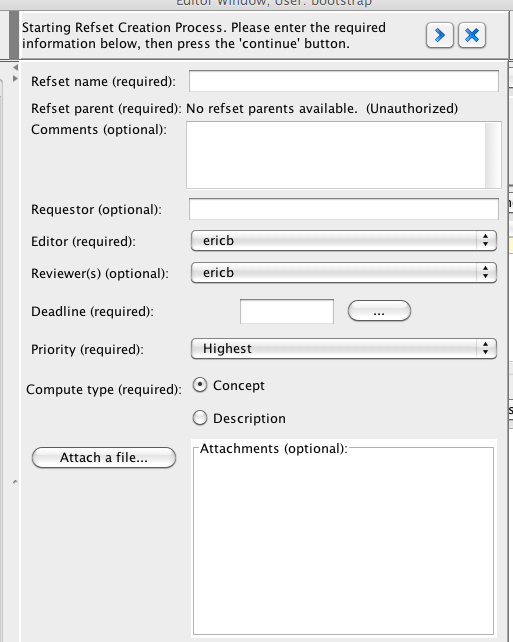 Editor Window, User: bootstrap
Starting Refset Creation Process. Please enter the required
information below, then press the 'continue' button.
Refset name (required):
Refset parent (required): No refset parents available. (Unauthorized)
Comments (optional):
Requestor (optional):
Editor (required): ericb
Reviewer(s) (optional): ericb
Deadline (required): ...
Priority (required): Highest
Compute type (required): Concept
Description
Attach a file... Attachments (optional):